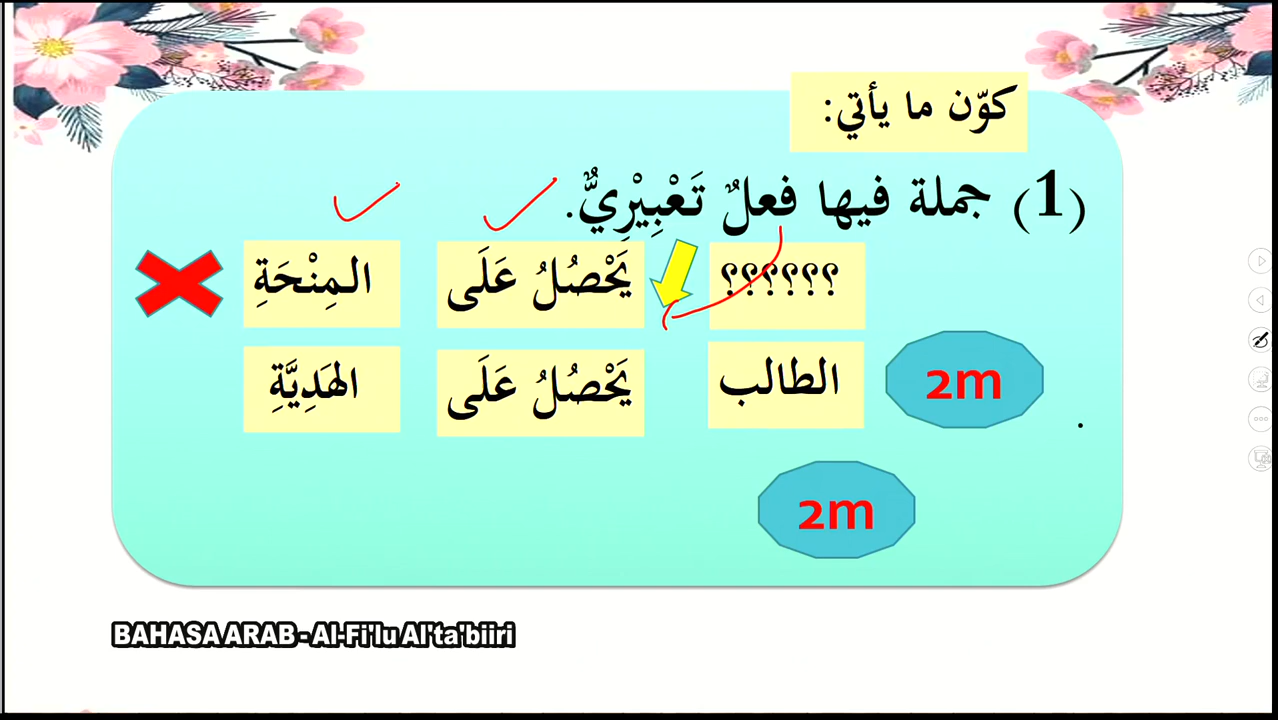 كوّن ما يأتي:
(1) جملة فيها فعلٌ تَعْبِيْرِيٌّ.
؟؟؟؟؟؟ يَحْصُلُ عَلَى المِنْحَةِ
2m الطالب يَحْصُلُ عَلَى الهَدِيَّةِ
.
2m
BAHASA ARAB - Al-Fi'lu Al'ta'biiri